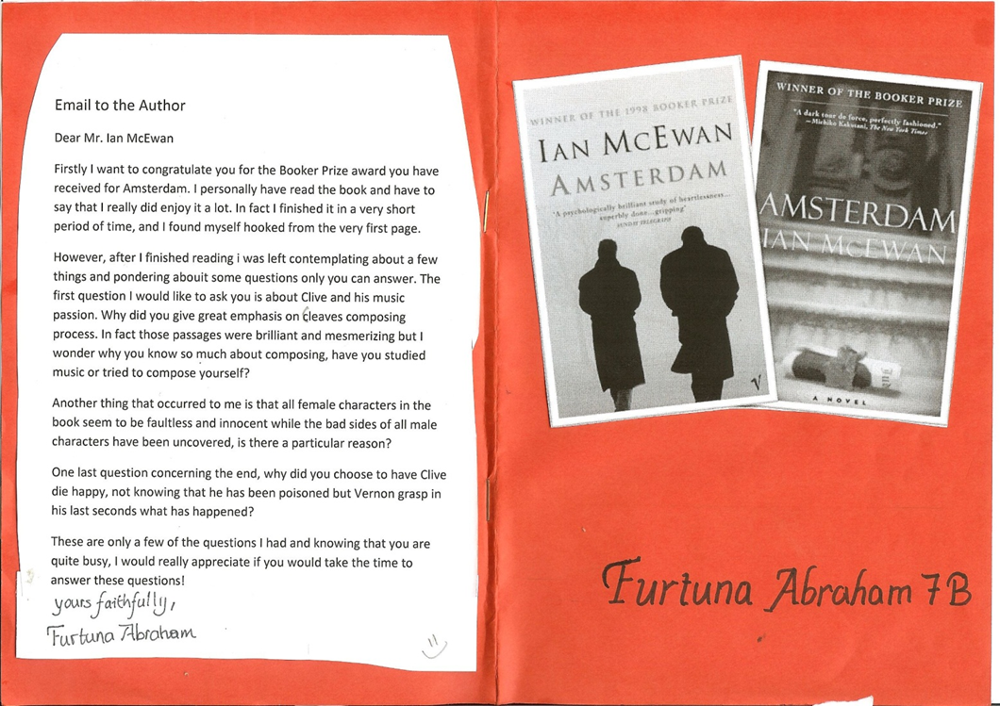 Email to the Author
Dear Mr. Ian McEwan
Firstly I want to congratulate you for the Booker Prize award you have
received for Amsterdam. I personally have read the book and have to
say that I really did enjoy it a lot. In fact I finished it in a very short
period of time, and I found myself hooked from the very first page.
However, after I finished reading i was left contemplating about a few
things and pondering abouit some questions only you can answer. The
first question I would like to ask you is about Clive and his music
passion. Why did you give great emphasis on Cleaves composing
process. In fact those passages were brilliant and mesmerizing but I
wonder why you know so much about composing, have you studied
music or tried to compose yourself?
Another thing that occurred to me is that all female characters in the
book seem to be faultless and innocent while the bad sides of all male
characters have been uncovered, is there a particular reason?
One last question concerning the end, why did you choose to have Clive
die happy, not knowing that he has been poisoned but Vernon grasp in
his last seconds what has happened?
These are only a few of the questions I had and knowing that you are
quite busy, I would really appreciate if you would take the time to
answer these questions!
yours faithfully,
Furtuna Abraham
WINNER OF THE 1998 BOOKER PRIZE
IAN MCEWAN
AMSTERDAM
'A psychologically brilliant study of heartlessness...
superbly done...gripping'
SUNDAY TELEGRAPH
WINNER OF THE BOOKER PRIZE
"A dark tour de force, perfectly fashioned."
—Michiko Kakutani, The New York Times
AMSTERDAM
IAN MCEWAN
A NOVEL
Furtuna Abraham 7B